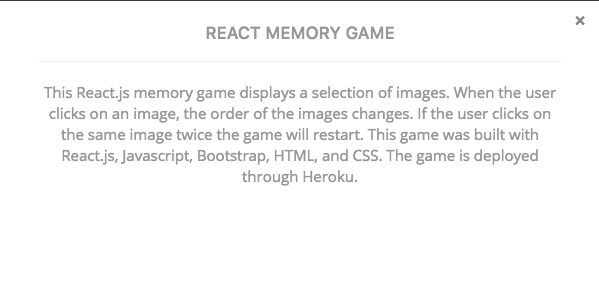 REACT MEMORY GAME
This React.js memory game displays a selection of images. When the user
clicks on an image, the order of the images changes. If the user clicks on
the same image twice the game will restart. This game was built with
React.js, Javascript, Bootstrap, HTML, and CSS. The game is deployed
through Heroku.